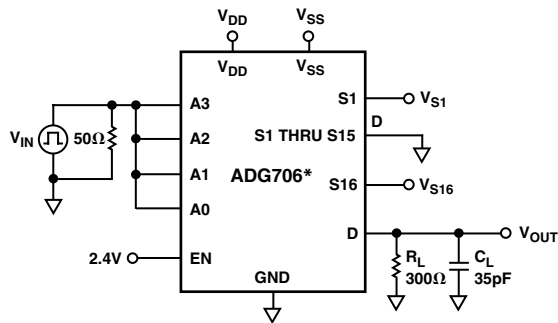 VDD
VSS
VDD
VSS
A3
S1
VS1
D
VIN
50Ω
A2
S1 THRU S15
A1
ADG706*
S16
VS16
A0
D
VOUT
2.4V
EN
RL
300Ω
CL
35pF
GND